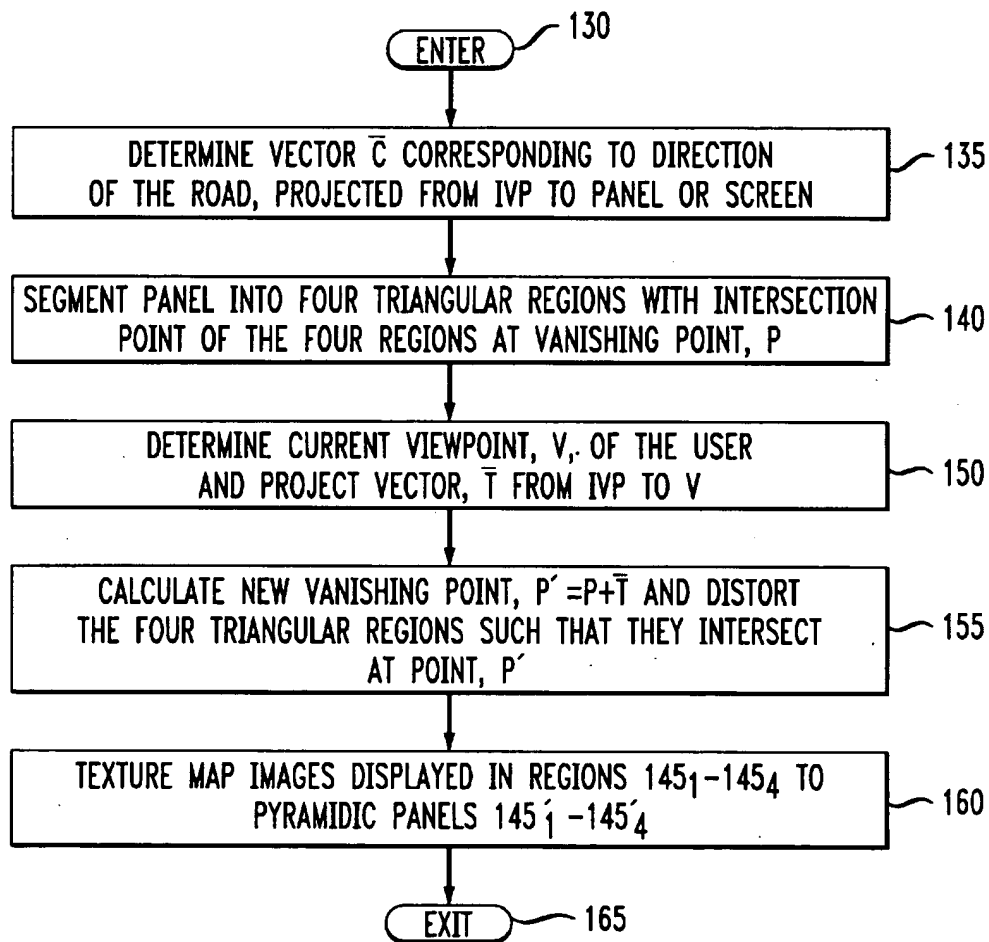 ENTER
130
DETERMINE VECTOR C̅ CORRESPONDING TO DIRECTION
OF THE ROAD, PROJECTED FROM IVP TO PANEL OR SCREEN
135
SEGMENT PANEL INTO FOUR TRIANGULAR REGIONS WITH INTERSECTION
POINT OF THE FOUR REGIONS AT VANISHING POINT, P
140
DETERMINE CURRENT VIEWPOINT, V, OF THE USER
AND PROJECT VECTOR, T̅ FROM IVP TO V
150
CALCULATE NEW VANISHING POINT, P′=P+T̅ AND DISTORT
THE FOUR TRIANGULAR REGIONS SUCH THAT THEY INTERSECT
AT POINT, P′
155
TEXTURE MAP IMAGES DISPLAYED IN REGIONS 145₁-145₄ TO
PYRAMIDIC PANELS 145′₁-145′₄
160
EXIT
165